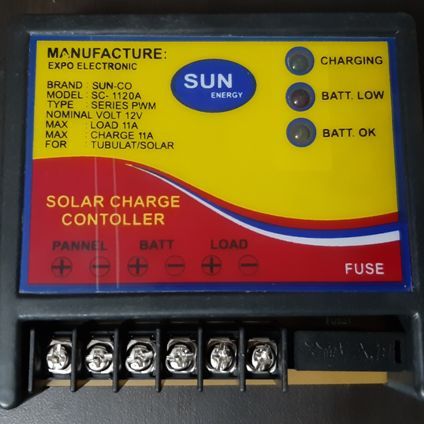 MANUFACTURE:
EXPO ELECTRONIC
BRAND : SUN-CO
MODEL : SC- 1120A
TYPE : SERIES PWM
NOMINAL VOLT 12V
MAX : LOAD 11A
MAX : CHARGE 11A
FOR : TUBULAT/SOLAR
SUN
ENERGY
CHARGING
BATT. LOW
BATT. OK
SOLAR CHARGE
CONTOLLER
PANNEL BATT LOAD
+ - + - + -
FUSE